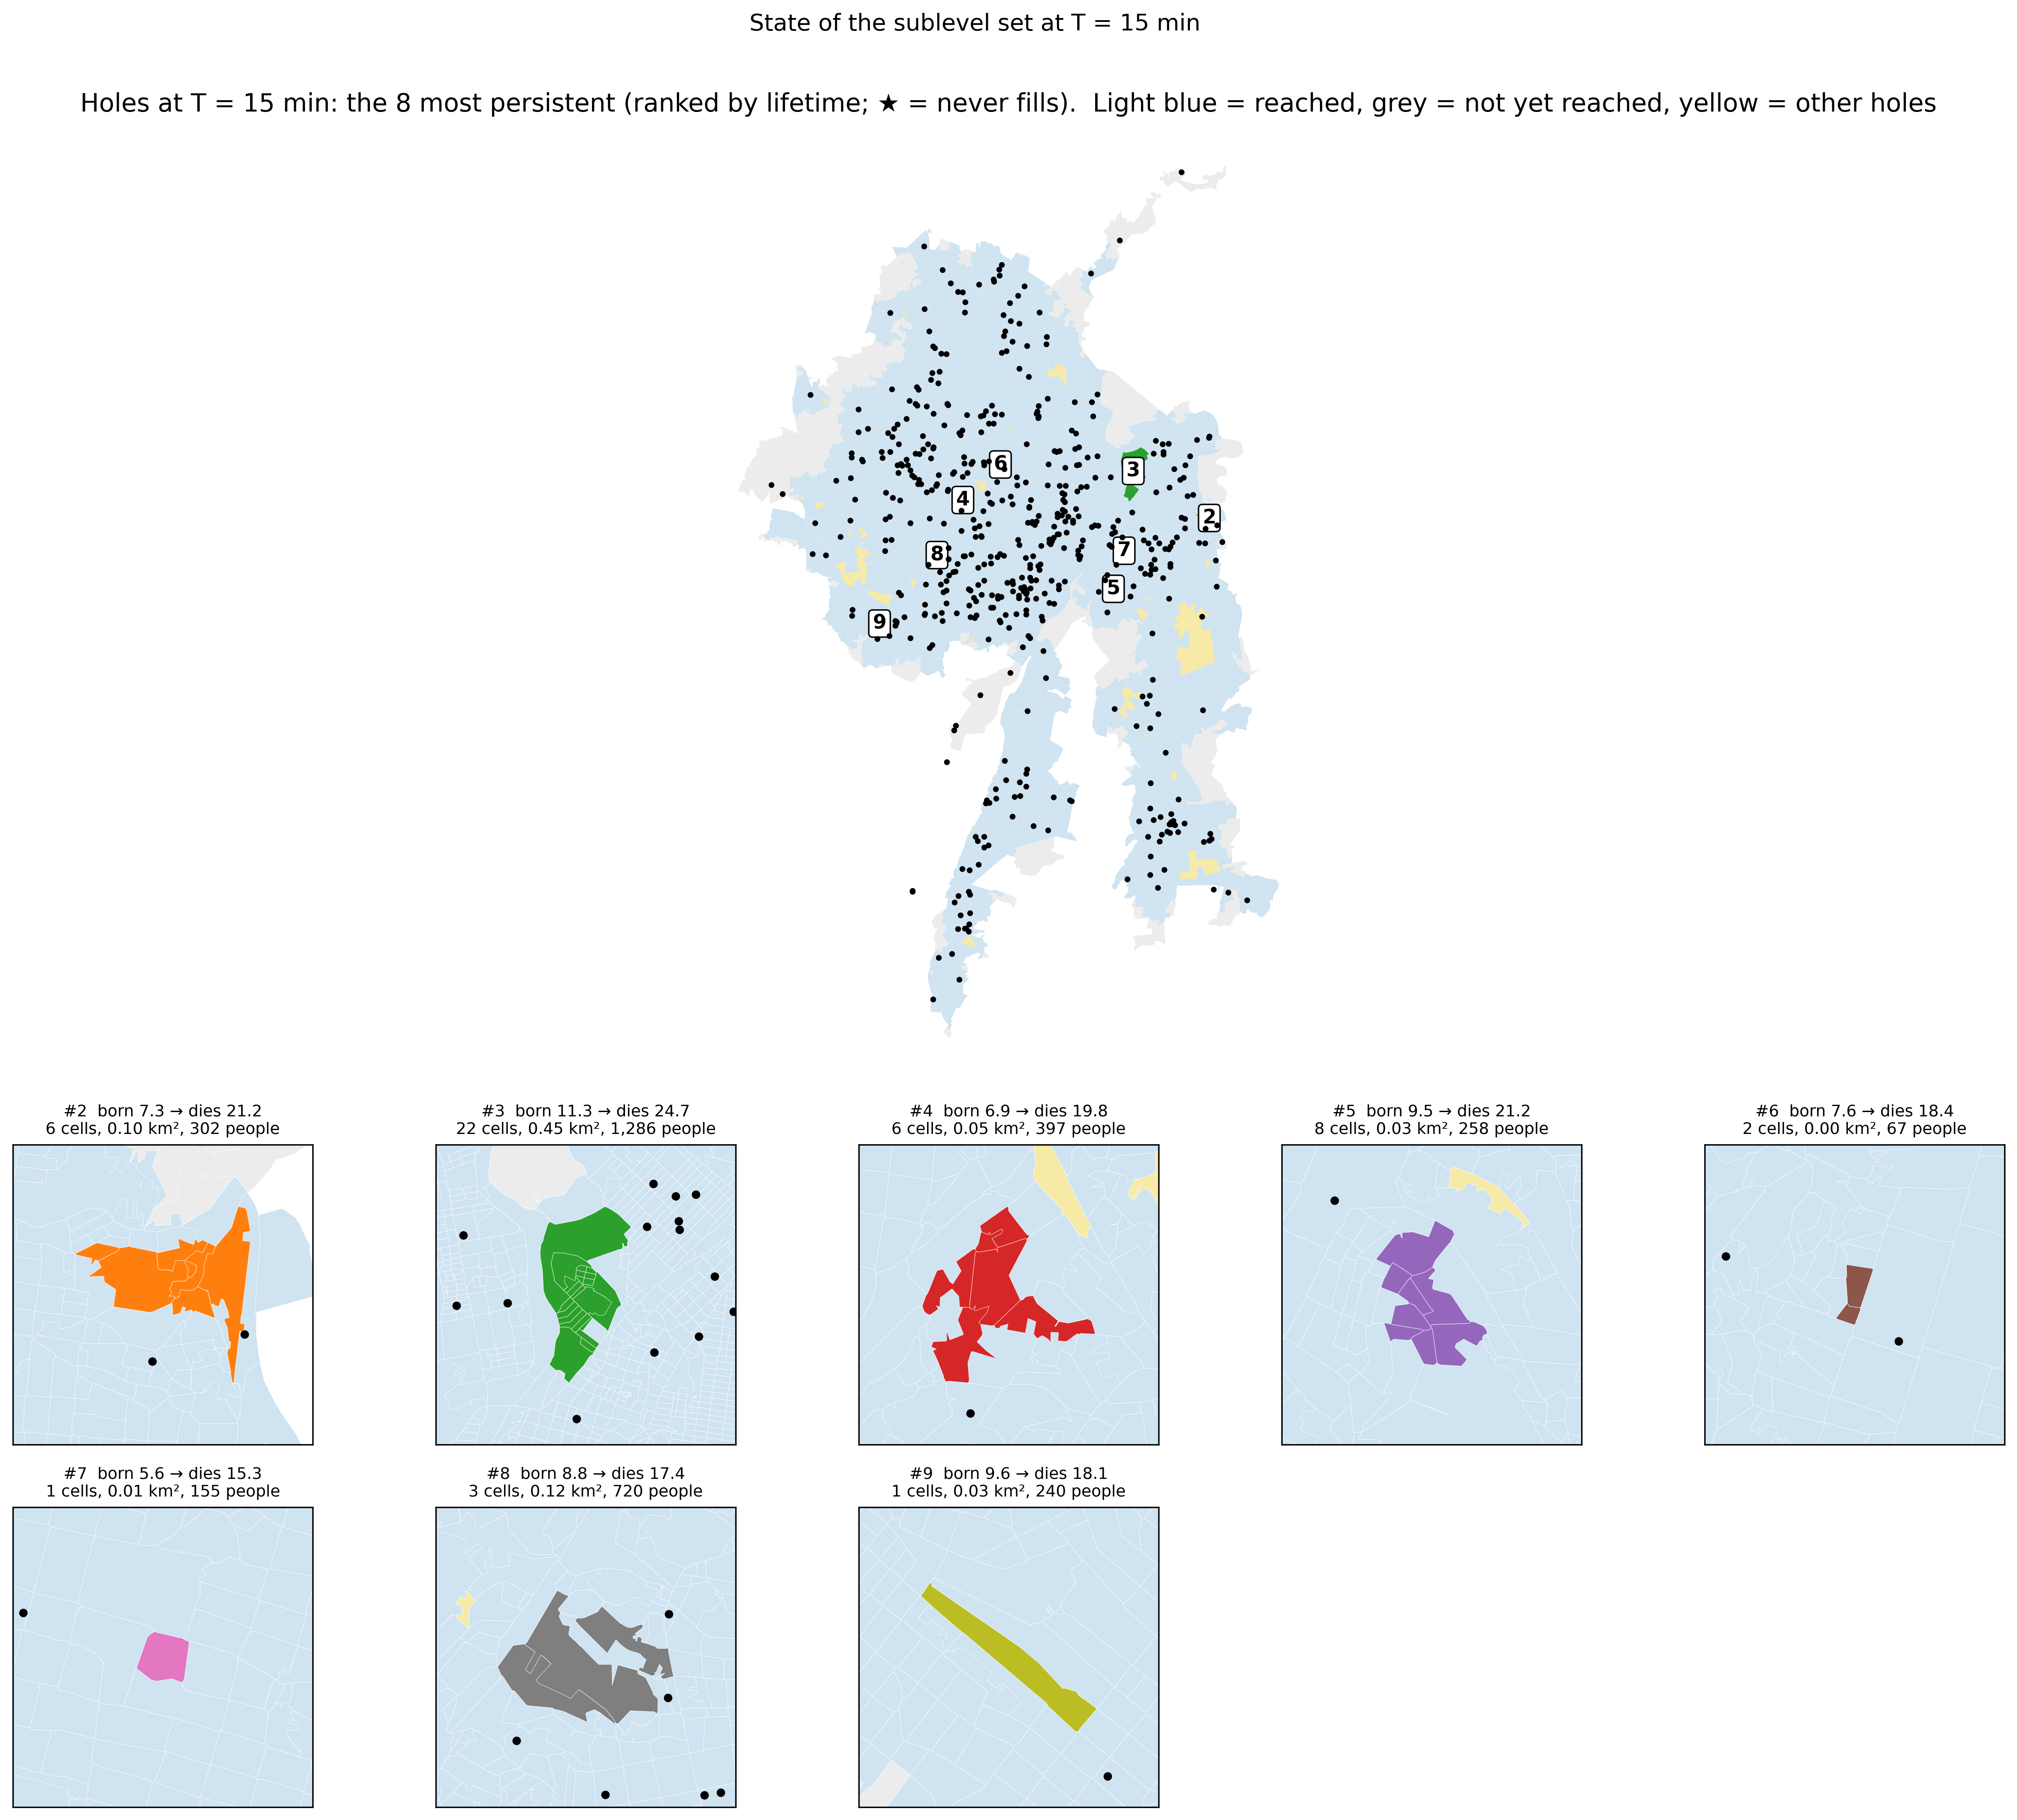 State of the sublevel set at T = 15 min
Holes at T = 15 min: the 8 most persistent (ranked by lifetime; ★ = never fills).  Light blue = reached, grey = not yet reached, yellow = other holes
6
3
4
2
7
8
5
9
#2  born 7.3 → dies 21.2
6 cells, 0.10 km², 302 people
#3  born 11.3 → dies 24.7
22 cells, 0.45 km², 1,286 people
#4  born 6.9 → dies 19.8
6 cells, 0.05 km², 397 people
#5  born 9.5 → dies 21.2
8 cells, 0.03 km², 258 people
#6  born 7.6 → dies 18.4
2 cells, 0.00 km², 67 people
#7  born 5.6 → dies 15.3
1 cells, 0.01 km², 155 people
#8  born 8.8 → dies 17.4
3 cells, 0.12 km², 720 people
#9  born 9.6 → dies 18.1
1 cells, 0.03 km², 240 people